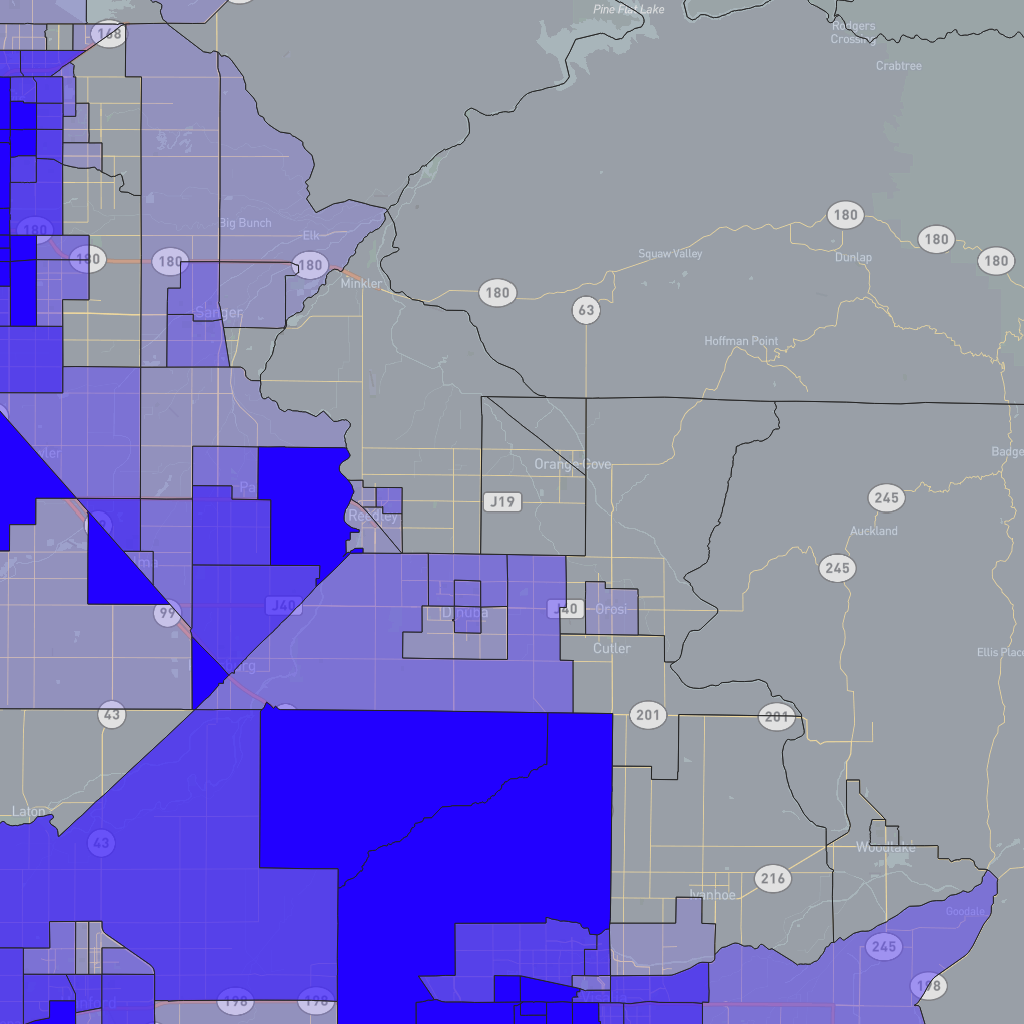 Pine Flat Lake
Rodgers
Crossing
168
Crabtree
180
Big Bunch
Elk
180
180
180
180
180
180
180
Squaw Valley
Dunlap
Minkler
63
Sanger
Hoffman Point
Orange Cove
J19
245
Reedley
Auckland
245
J40
99
Dinuba
J40
Orosi
Cutler
Ellis Place
43
201
201
Laton
43
Woodlake
216
Ivanhoe
Goodale
245
198
198
198